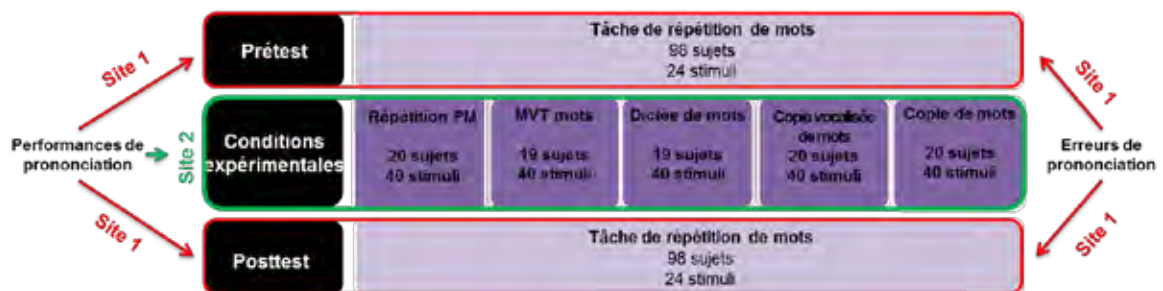 Prétest
Tâche de répétition de mots
98 sujets
24 stimuli
Site 1
Site 1
Performances de
prononciation
Site 2
Conditions
expérimentales
Répétition PM
20 sujets
40 stimuli
MVT mots
19 sujets
40 stimuli
Dictée de mots
19 sujets
40 stimuli
Copie vocalisée
de mots
20 sujets
40 stimuli
Copie de mots
20 sujets
40 stimuli
Erreurs de
prononciation
Site 1
Site 1
Posttest
Tâche de répétition de mots
98 sujets
24 stimuli